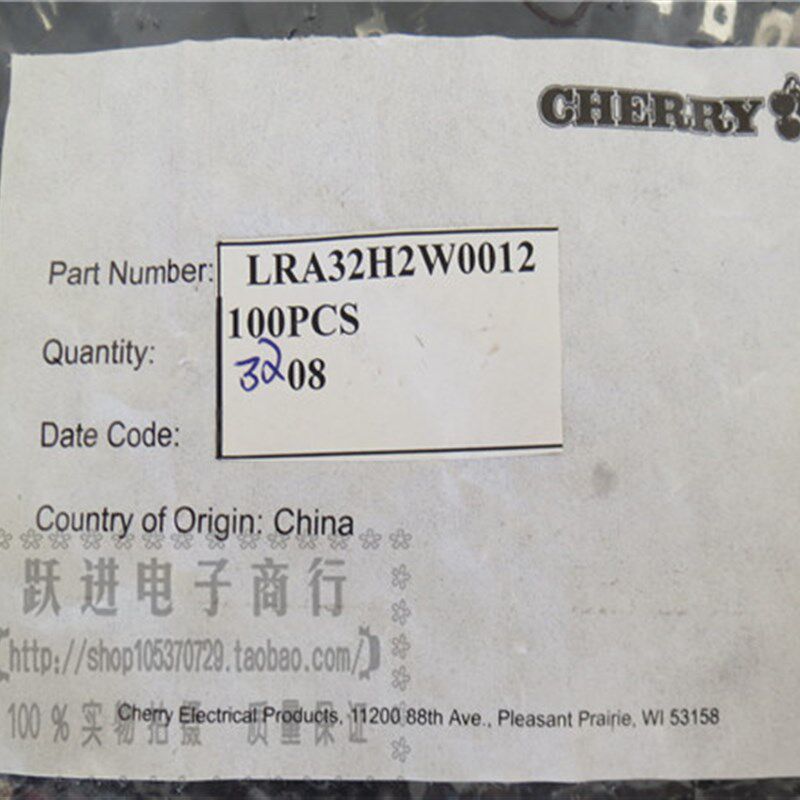 CHERRY
Part Number: LRA32H2W0012
Quantity: 100PCS
Date Code: 3208
Country of Origin: China
跃进电子商行
【http://shop105370729.taobao.com/】
100 % 实物拍摄 质量保证
Cherry Electrical Products, 11200 88th Ave., Pleasant Prairie, WI 53158